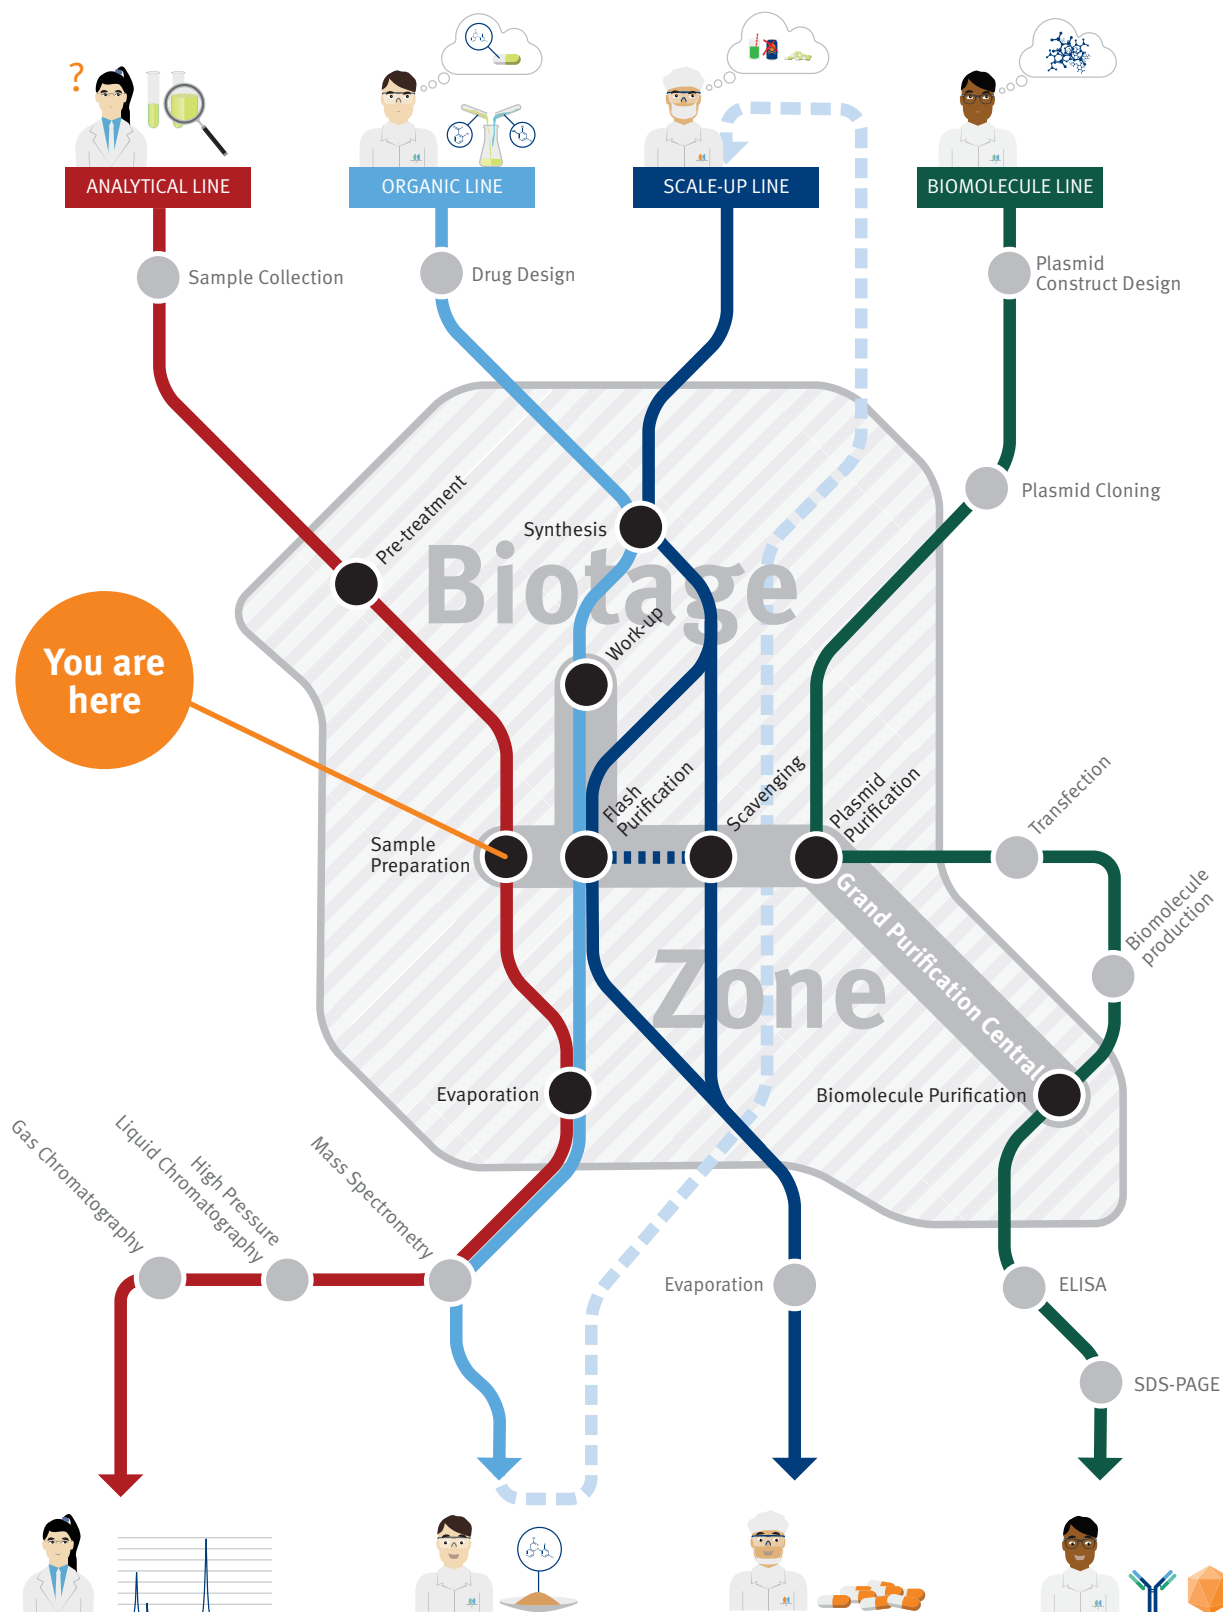 ?
ANALYTICAL LINE
ORGANIC LINE
SCALE-UP LINE
BIOMOLECULE LINE
Sample Collection
Drug Design
Plasmid
Construct Design
Plasmid Cloning
Pre-treatment
Synthesis
Biotage
Work-up
You are
here
Flash
Purification
Scavenging
Plasmid
Purification
Transfection
Sample
Preparation
Biomolecule
production
Grand Purification Central
Zone
Evaporation
Biomolecule Purification
Gas Chromatography
High Pressure
Liquid Chromatography
Mass Spectrometry
Evaporation
ELISA
SDS-PAGE